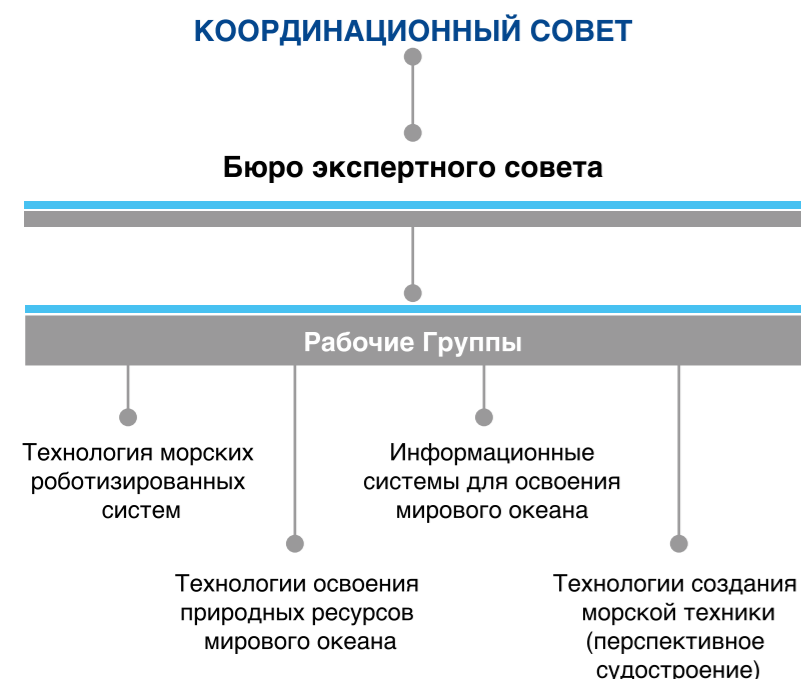 КООРДИНАЦИОННЫЙ СОВЕТ
Бюро экспертного совета
Рабочие Группы
Технология морских
роботизированных
систем
Информационные
системы для освоения
мирового океана
Технологии освоения
природных ресурсов
мирового океана
Технологии создания
морской техники
(перспективное
судостроение)